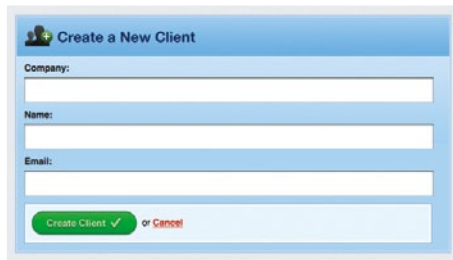 Create a New Client
Company:
Name:
Email:
Create Client ✓ or Cancel